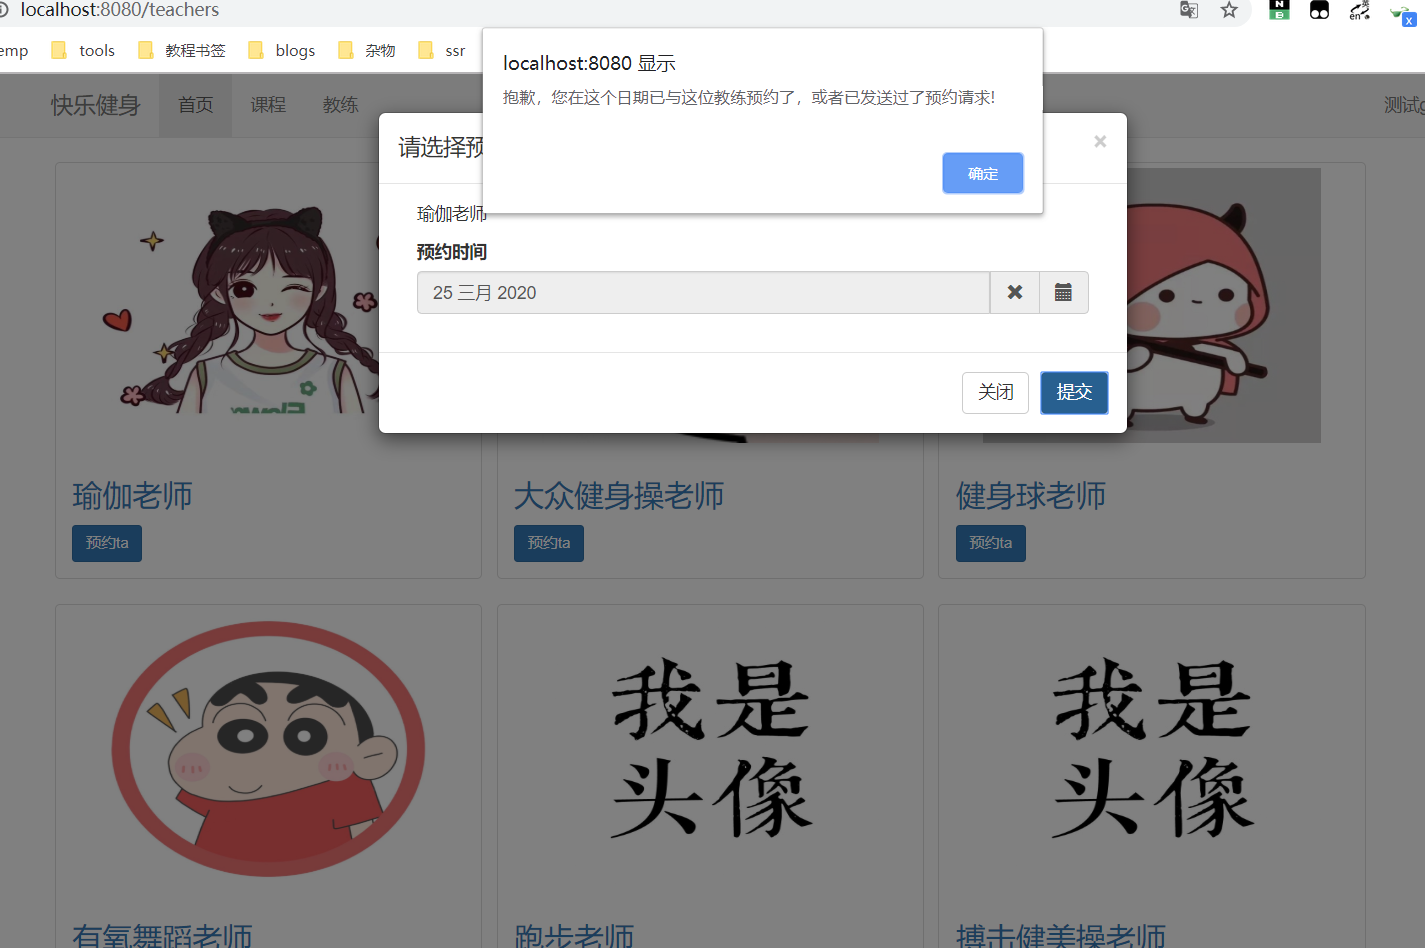 localhost:8080/teachers
emp tools 教程书签 blogs 杂物 ssr
localhost:8080 显示
抱歉，您在这个日期已与这位教练预约了，或者已发送过了预约请求!
确定
快乐健身 首页 课程 教练 测试g
请选择预
×
瑜伽老师
预约时间
25 三月 2020
关闭 提交
瑜伽老师 大众健身操老师 健身球老师
预约ta 预约ta 预约ta
我是 我是
头像 头像
有氧舞蹈老师 跑步老师 搏击健美操老师